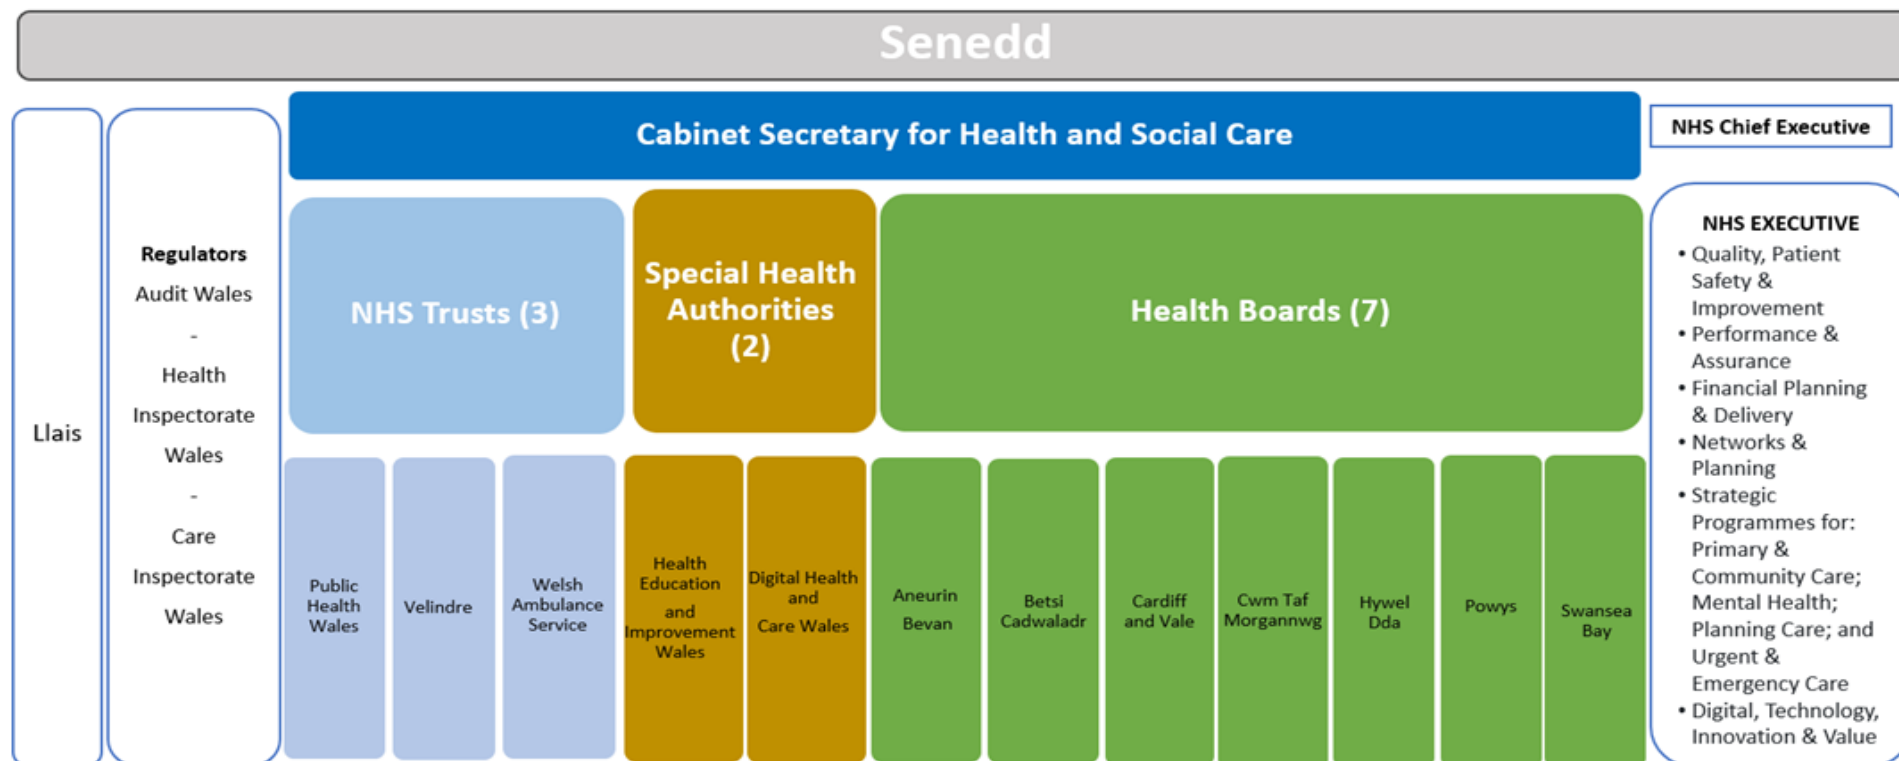 Senedd
Llais
Regulators
Audit Wales
-
Health
Inspectorate
Wales
-
Care
Inspectorate
Wales
Cabinet Secretary for Health and Social Care
NHS Trusts (3)
Special Health
Authorities
(2)
Health Boards (7)
Public
Health
Wales
Velindre
Welsh
Ambulance
Service
Health
Education
and
Improvement
Wales
Digital Health
and
Care Wales
Aneurin
Bevan
Betsi
Cadwaladr
Cardiff
and Vale
Cwm Taf
Morgannwg
Hywel
Dda
Powys
Swansea
Bay
NHS Chief Executive
NHS EXECUTIVE
• Quality, Patient
Safety &
Improvement
• Performance &
Assurance
• Financial Planning
& Delivery
• Networks &
Planning
• Strategic
Programmes for:
Primary &
Community Care;
Mental Health;
Planning Care; and
Urgent &
Emergency Care
• Digital, Technology,
Innovation & Value